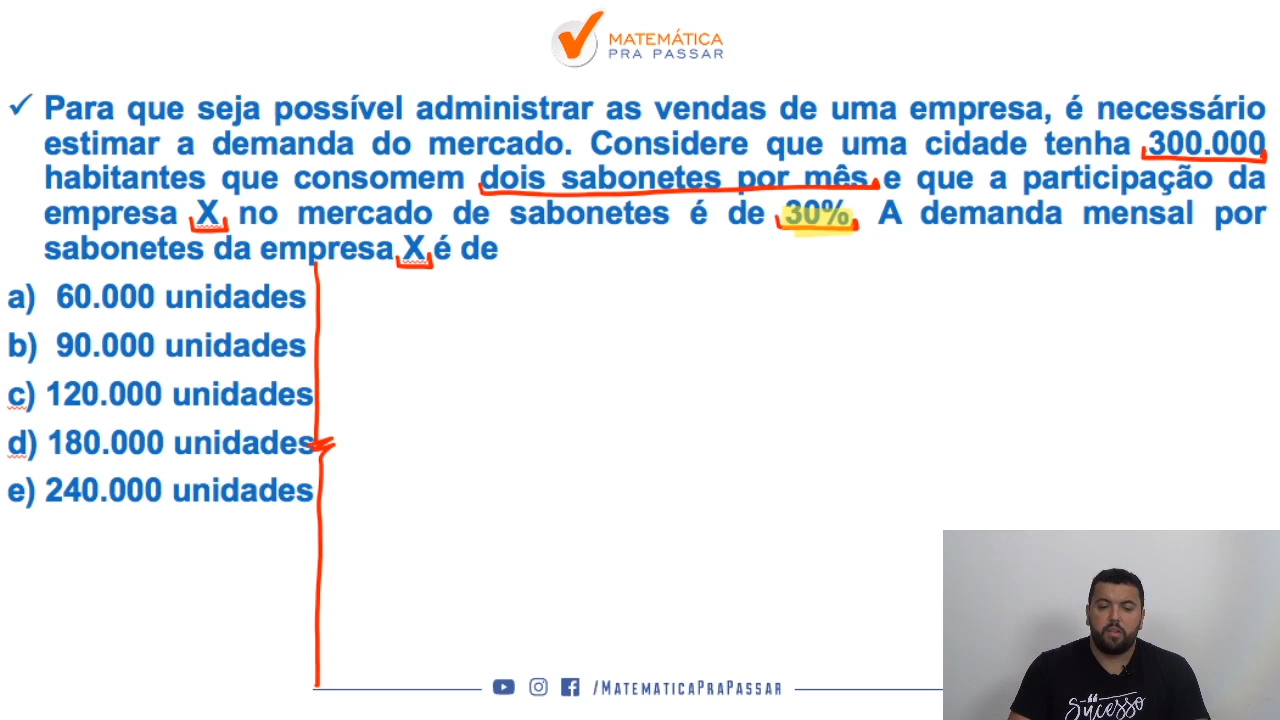 MATEMÁTICA
PRA PASSAR
✓ Para que seja possível administrar as vendas de uma empresa, é necessário
estimar a demanda do mercado. Considere que uma cidade tenha 300.000
habitantes que consomem dois sabonetes por mês e que a participação da
empresa X no mercado de sabonetes é de 30%. A demanda mensal por
sabonetes da empresa X é de
a) 60.000 unidades
b) 90.000 unidades
c) 120.000 unidades
d) 180.000 unidades
e) 240.000 unidades
/MATEMATICAPRAPASSAR
SUCESSO